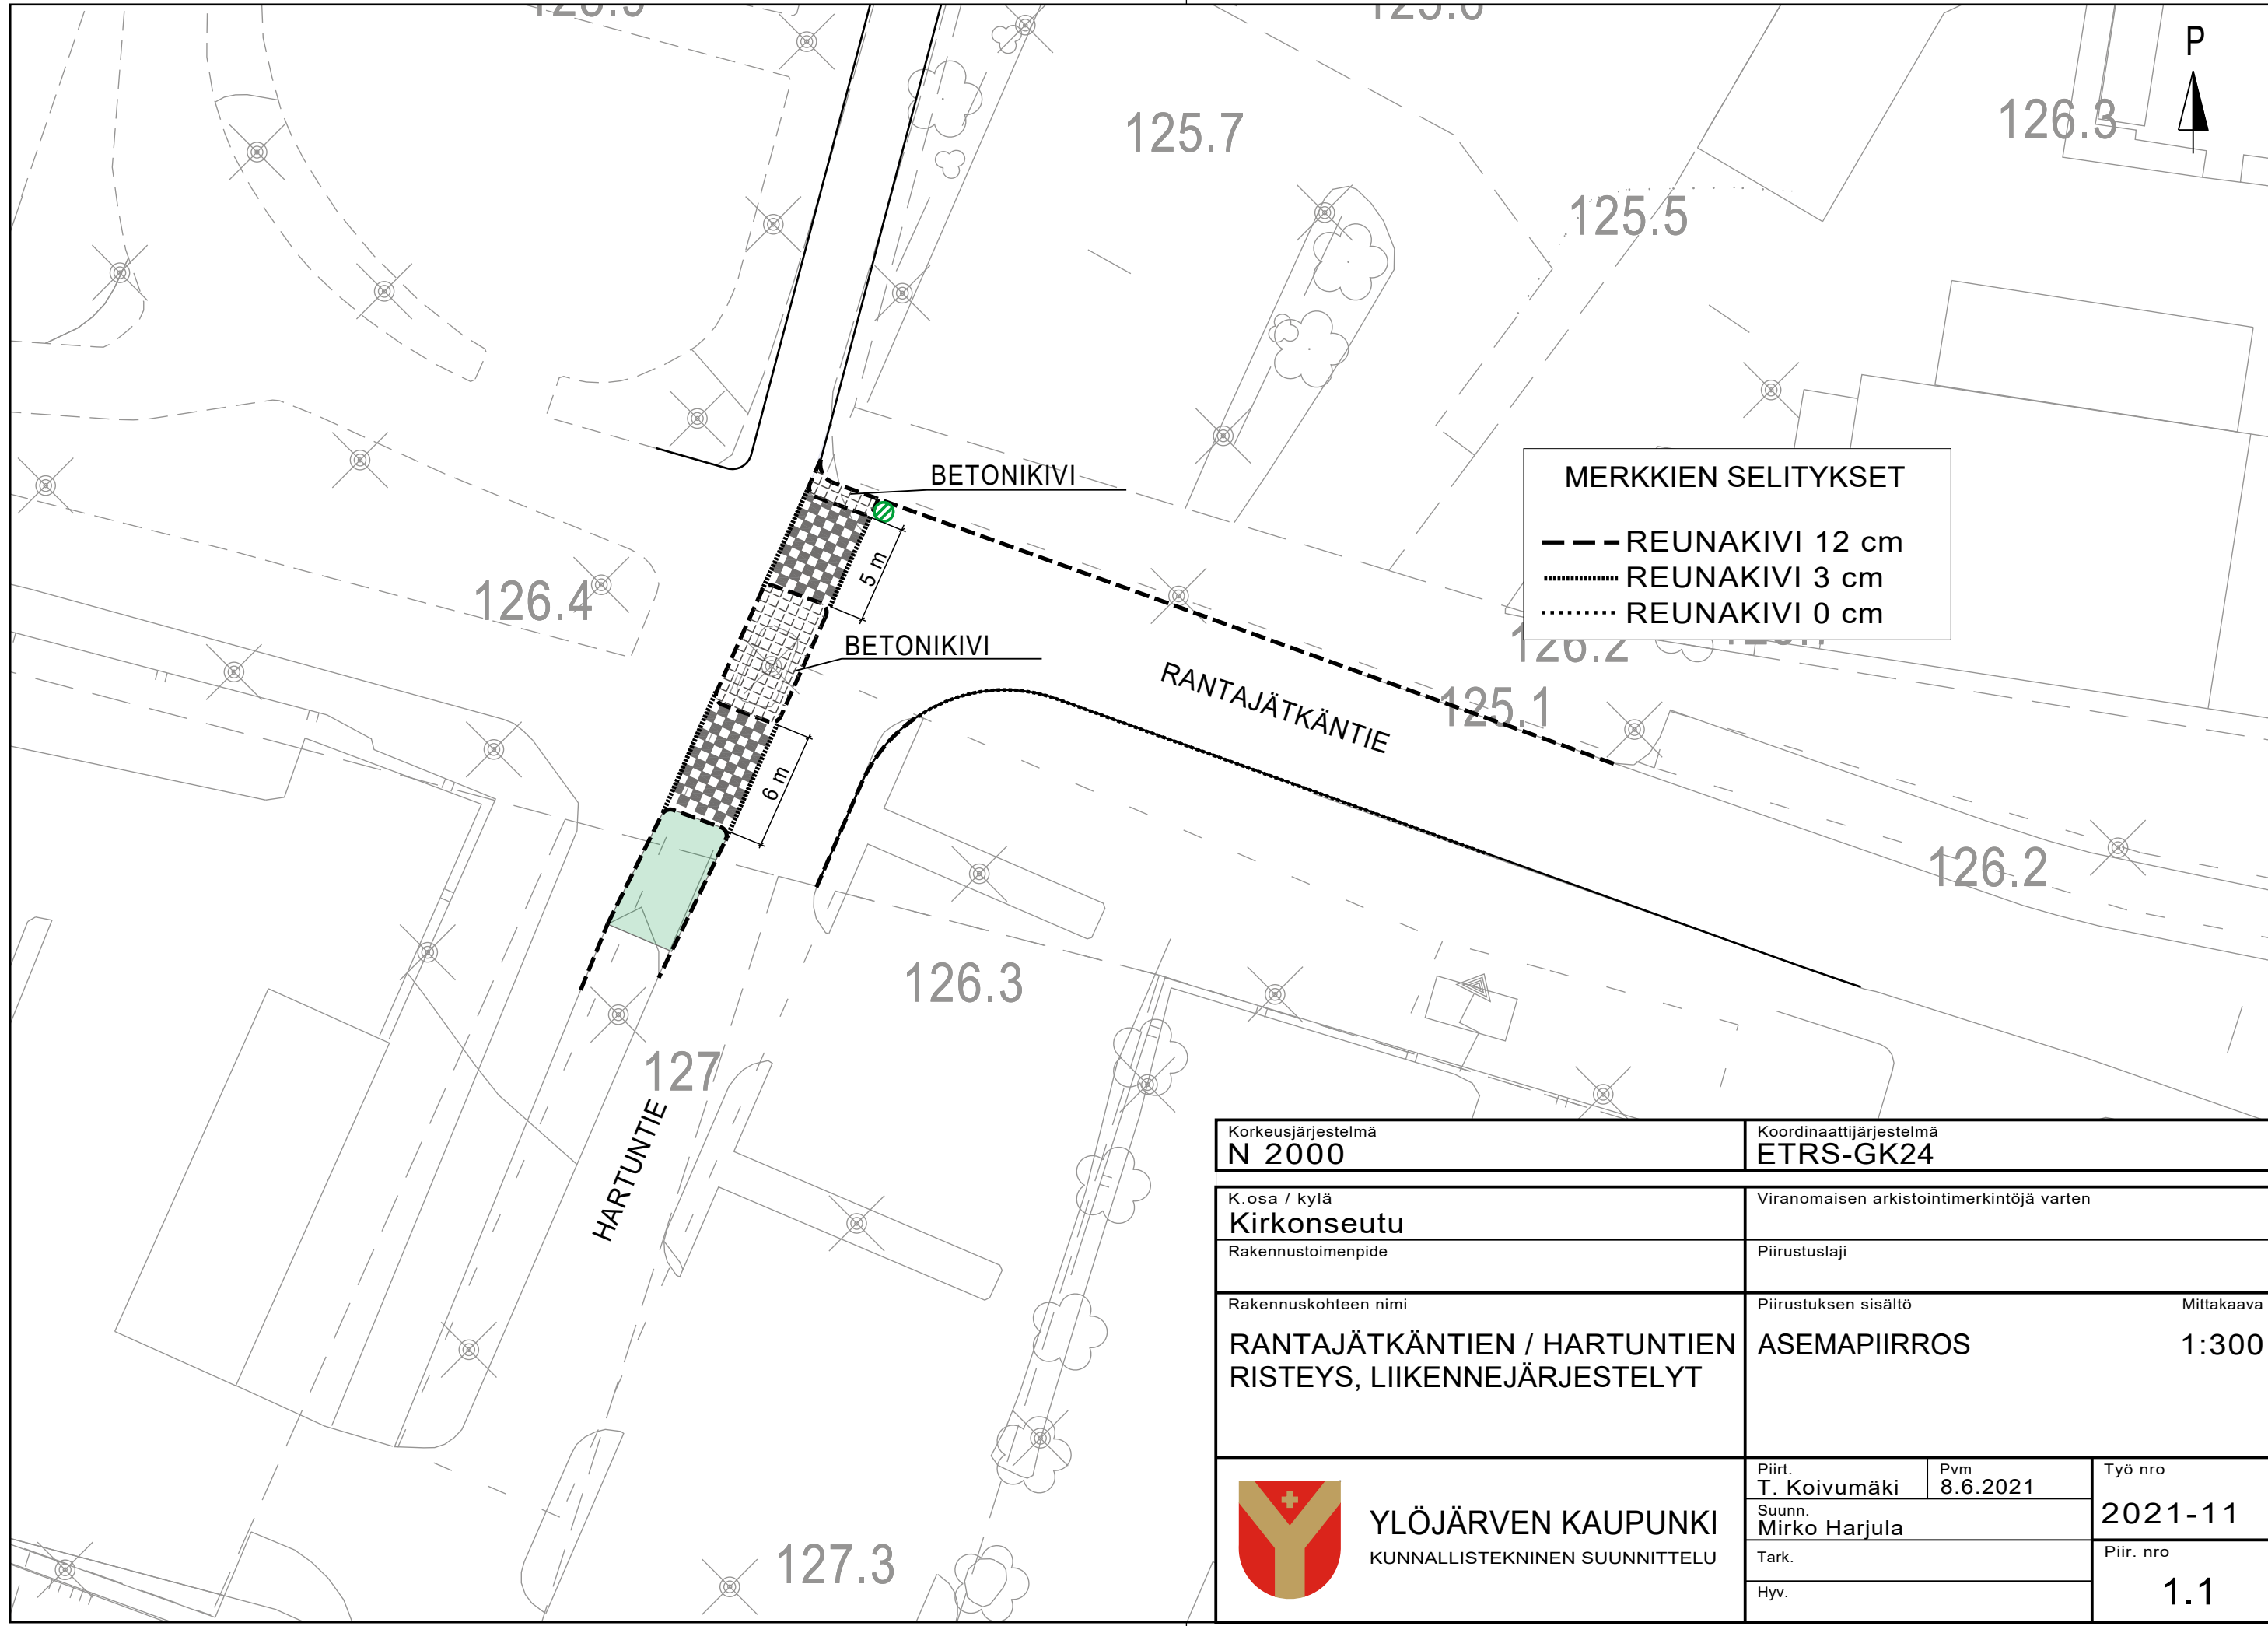 P
125.7
126.3
125.5
BETONIKIVI
MERKKIEN SELITYKSET
REUNAKIVI 12 cm
REUNAKIVI 3 cm
REUNAKIVI 0 cm
5 m
126.4
BETONIKIVI
126.2
RANTAJÄTKÄNTIE
125.1
6 m
126.2
126.3
127
HARTUNTIE
127.3
Korkeusjärjestelmä
N 2000
Koordinaattijärjestelmä
ETRS-GK24
K.osa / kylä
Kirkonseutu
Viranomaisen arkistointimerkintöjä varten
Rakennustoimenpide
Piirustuslaji
Rakennuskohteen nimi
RANTAJÄTKÄNTIEN / HARTUNTIEN
RISTEYS, LIIKENNEJÄRJESTELYT
Piirustuksen sisältö
Mittakaava
ASEMAPIIRROS
1:300
YLÖJÄRVEN KAUPUNKI
KUNNALLISTEKNINEN SUUNNITTELU
Piirt.
T. Koivumäki
Pvm
8.6.2021
Suunn.
Mirko Harjula
Tark.
Hyv.
Työ nro
2021-11
Piir. nro
1.1